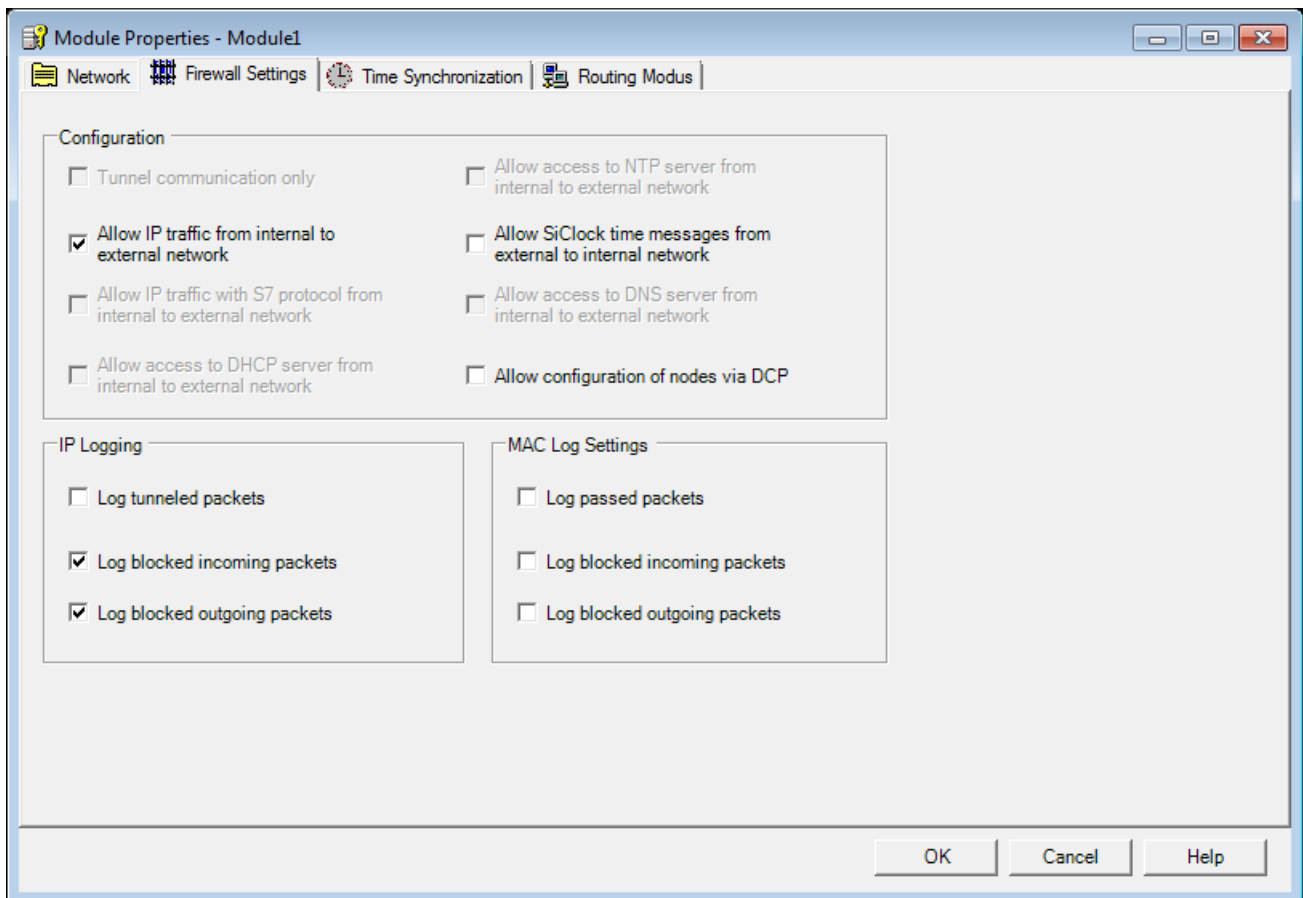 Module Properties - Module1
Network Firewall Settings Time Synchronization Routing Modus
Configuration
Tunnel communication only
Allow access to NTP server from
internal to external network
Allow IP traffic from internal to
external network
Allow SiClock time messages from
external to internal network
Allow IP traffic with S7 protocol from
internal to external network
Allow access to DNS server from
internal to external network
Allow access to DHCP server from
internal to external network
Allow configuration of nodes via DCP
IP Logging
Log tunneled packets
Log blocked incoming packets
Log blocked outgoing packets
MAC Log Settings
Log passed packets
Log blocked incoming packets
Log blocked outgoing packets
OK Cancel Help